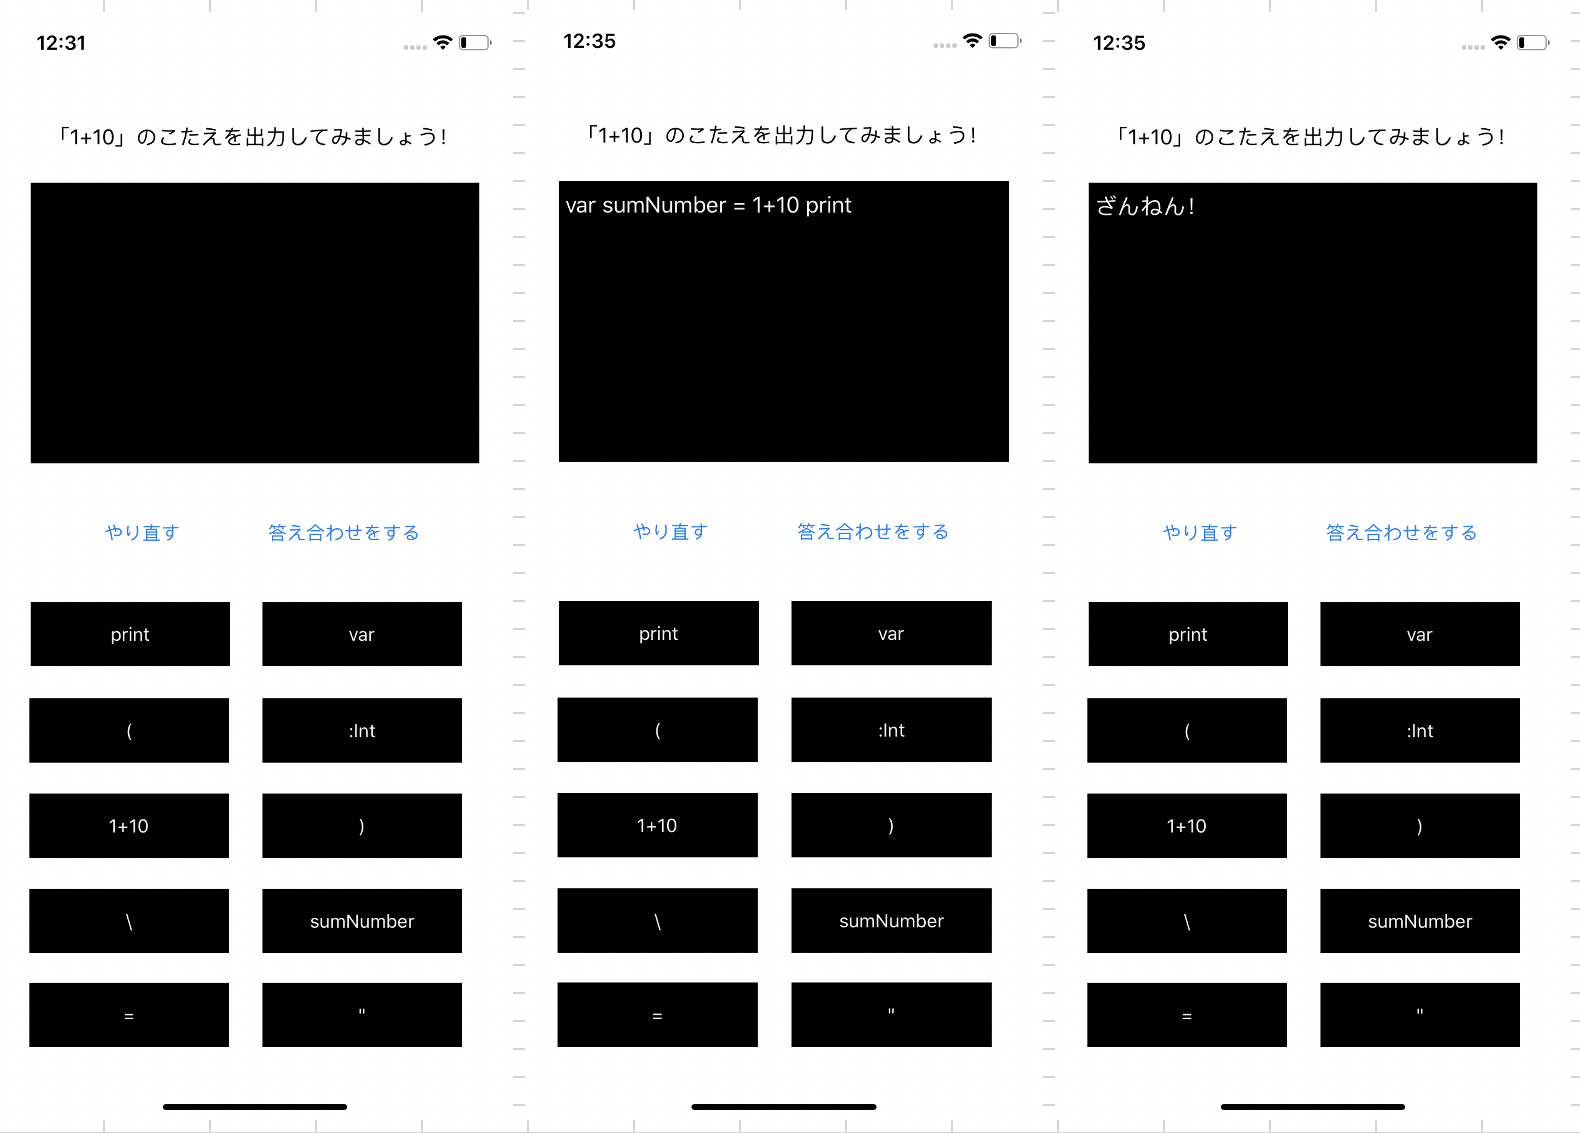 12:31
「1+10」のこたえを出力してみましょう!
やり直す 答え合わせをする
print var
( :Int
1+10 )
\ sumNumber
= "
12:35
「1+10」のこたえを出力してみましょう!
var sumNumber = 1+10 print
やり直す 答え合わせをする
print var
( :Int
1+10 )
\ sumNumber
= "
12:35
「1+10」のこたえを出力してみましょう!
ざんねん!
やり直す 答え合わせをする
print var
( :Int
1+10 )
\ sumNumber
= "